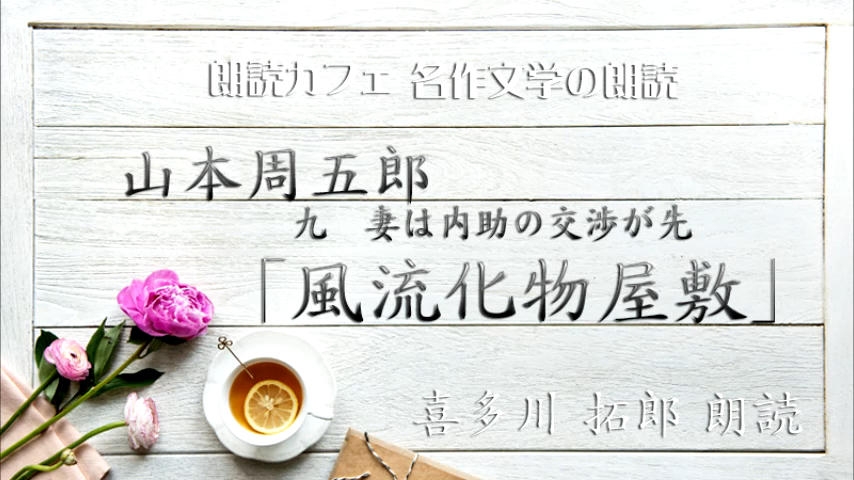 朗読カフェ 名作文学の朗読
山本周五郎
九　妻は内助の交渉が先
「風流化物屋敷」
喜多川 拓郎 朗読